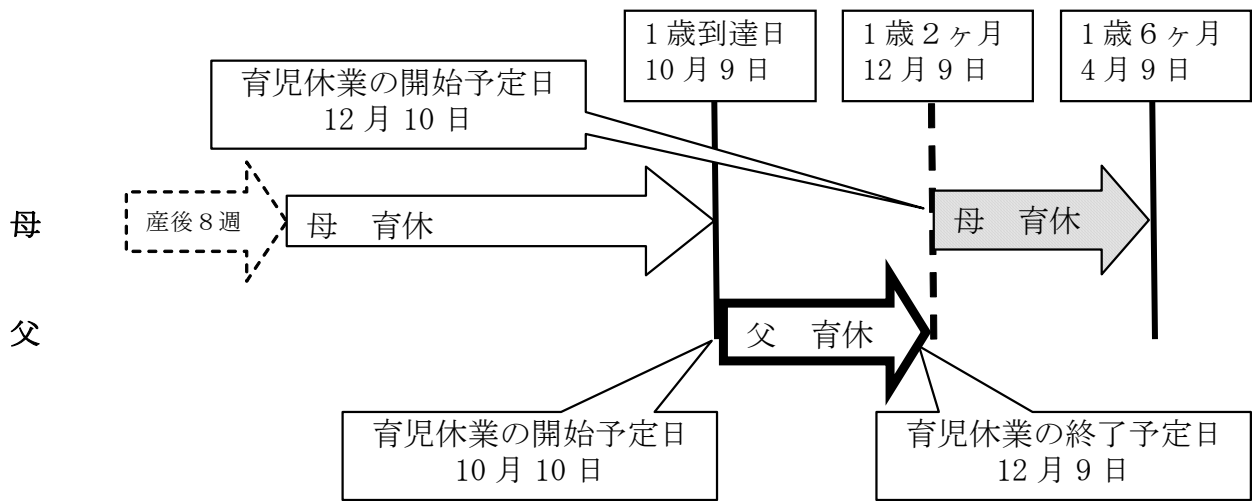 1歳到達日
10月9日
1歳2ヶ月
12月9日
1歳6ヶ月
4月9日
育児休業の開始予定日
12月10日
母
産後8週
母 育休
母 育休
父
父 育休
育児休業の開始予定日
10月10日
育児休業の終了予定日
12月9日